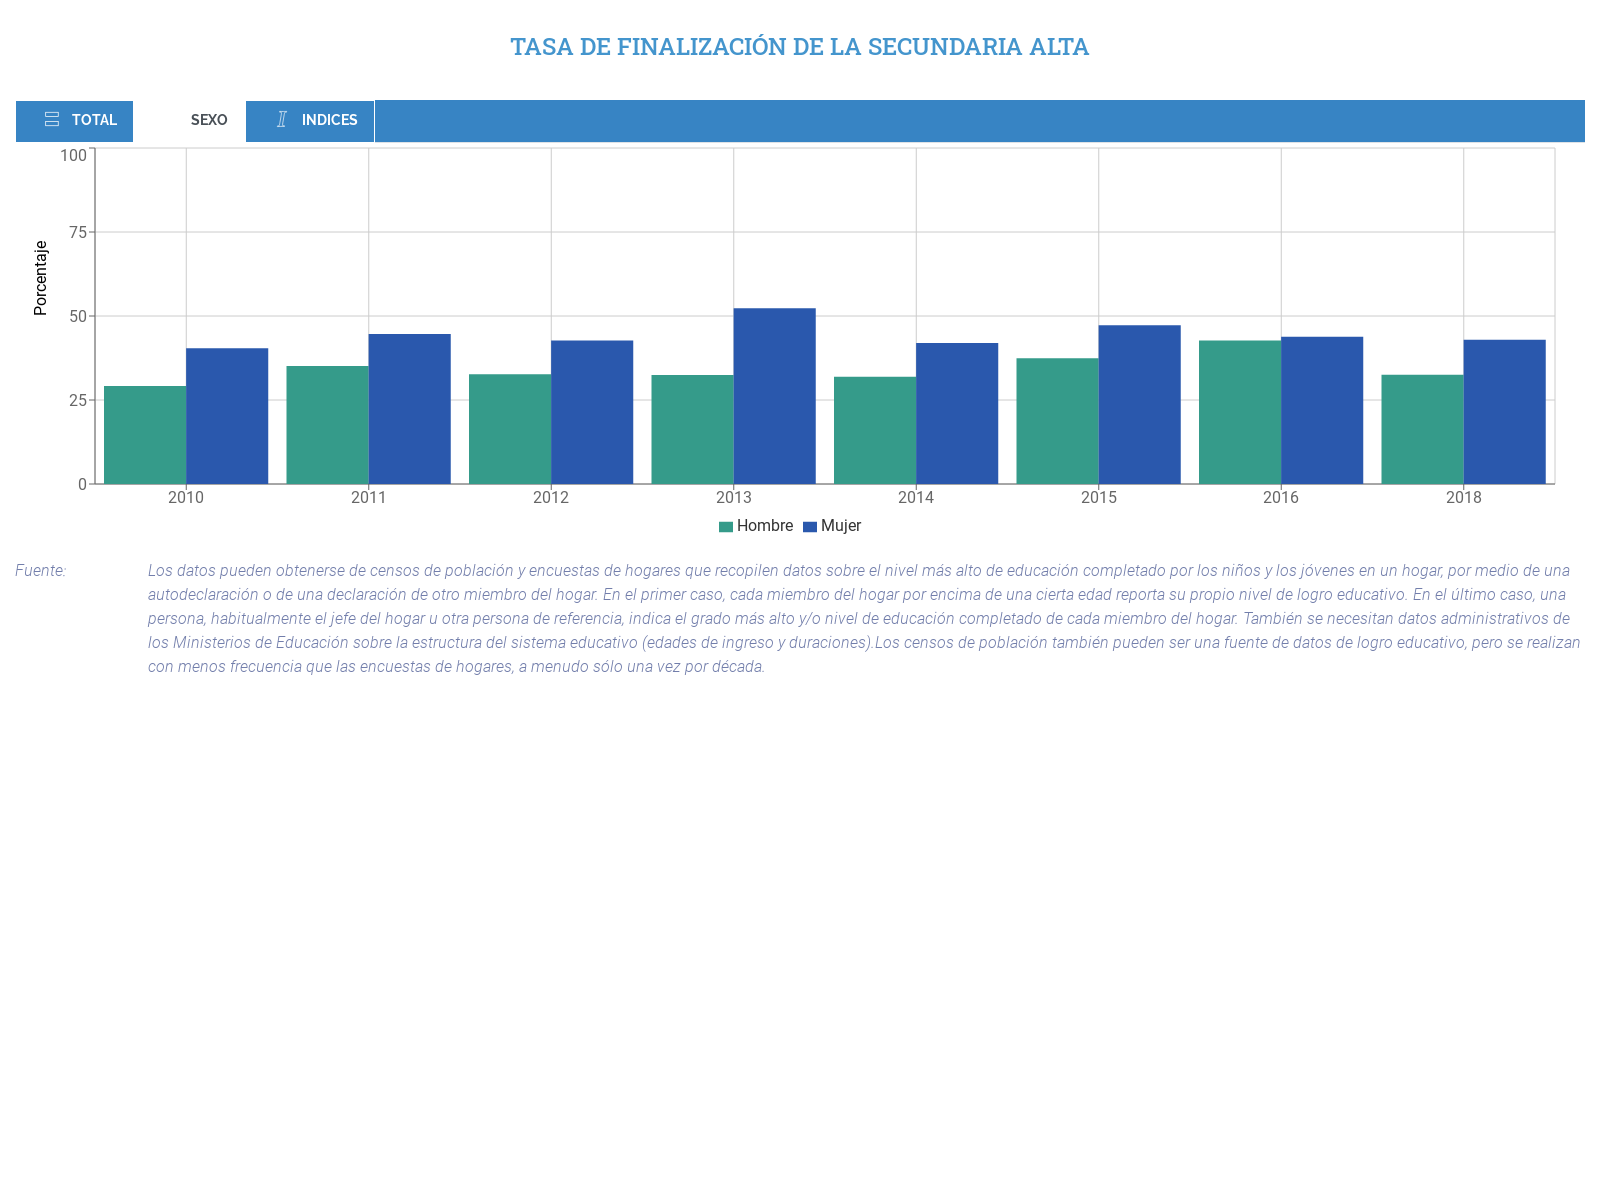 TASA DE FINALIZACIÓN DE LA SECUNDARIA ALTA
TOTAL SEXO INDICES
Porcentaje
100
75
50
25
0
2010 2011 2012 2013 2014 2015 2016 2018
Hombre Mujer
Fuente: Los datos pueden obtenerse de censos de población y encuestas de hogares que recopilen datos sobre el nivel más alto de educación completado por los niños y los jóvenes en un hogar, por medio de una
autodeclaración o de una declaración de otro miembro del hogar. En el primer caso, cada miembro del hogar por encima de una cierta edad reporta su propio nivel de logro educativo. En el último caso, una
persona, habitualmente el jefe del hogar u otra persona de referencia, indica el grado más alto y/o nivel de educación completado de cada miembro del hogar. También se necesitan datos administrativos de
los Ministerios de Educación sobre la estructura del sistema educativo (edades de ingreso y duraciones).Los censos de población también pueden ser una fuente de datos de logro educativo, pero se realizan
con menos frecuencia que las encuestas de hogares, a menudo sólo una vez por década.